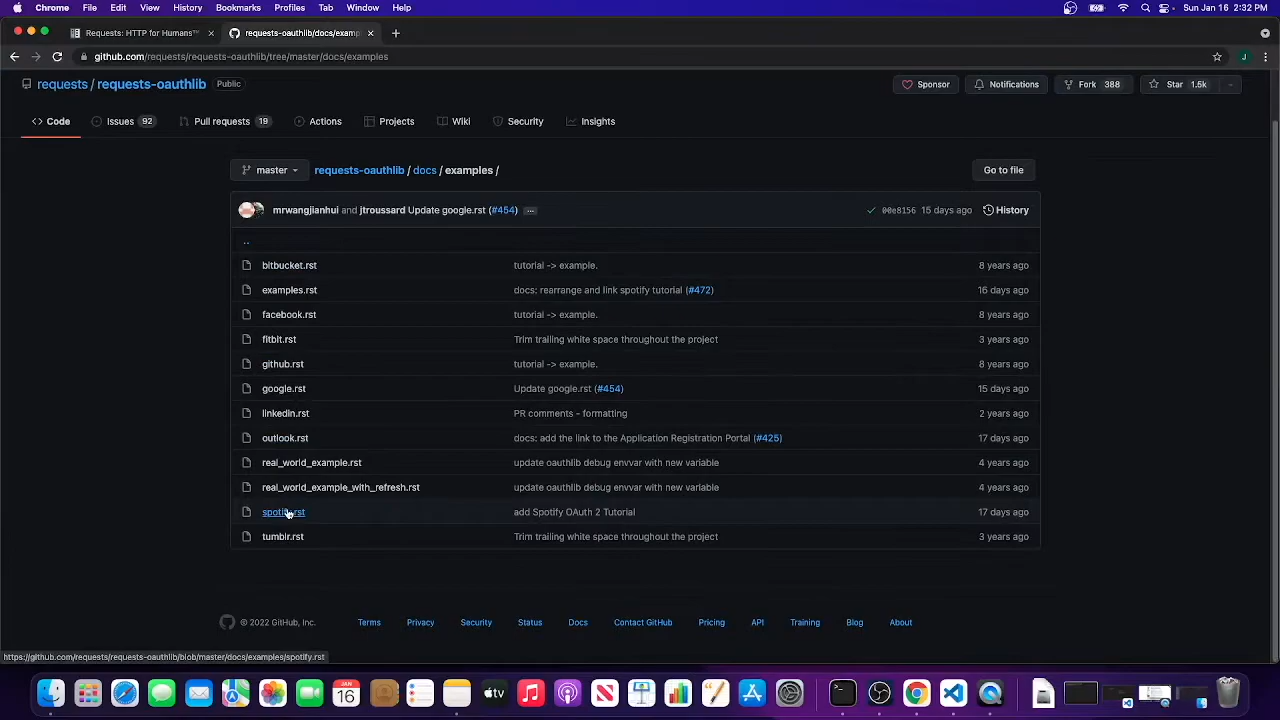 Chrome File Edit View History Bookmarks Profiles Tab Window Help Sun Jan 16 2:32 PM
Requests: HTTP for Humans™ requests-oauthlib/docs/exampl
github.com/requests/requests-oauthlib/tree/master/docs/examples J
requests / requests-oauthlib Public Sponsor Notifications Fork 388 Star 1.6k
Code Issues 92 Pull requests 19 Actions Projects Wiki Security Insights
master requests-oauthlib / docs / examples / Go to file
mrwangjianhui and jtroussard Update google.rst (#454) ... 00e8156 15 days ago History
..
bitbucket.rst tutorial -> example. 8 years ago
examples.rst docs: rearrange and link spotify tutorial (#472) 16 days ago
facebook.rst tutorial -> example. 8 years ago
fitbit.rst Trim trailing white space throughout the project 3 years ago
github.rst tutorial -> example. 8 years ago
google.rst Update google.rst (#454) 15 days ago
linkedin.rst PR comments - formatting 2 years ago
outlook.rst docs: add the link to the Application Registration Portal (#425) 17 days ago
real_world_example.rst update oauthlib debug envvar with new variable 4 years ago
real_world_example_with_refresh.rst update oauthlib debug envvar with new variable 4 years ago
spotify.rst add Spotify OAuth 2 Tutorial 17 days ago
tumblr.rst Trim trailing white space throughout the project 3 years ago
© 2022 GitHub, Inc. Terms Privacy Security Status Docs Contact GitHub Pricing API Training Blog About
https://github.com/requests/requests-oauthlib/blob/master/docs/examples/spotify.rst
JAN
16
tv